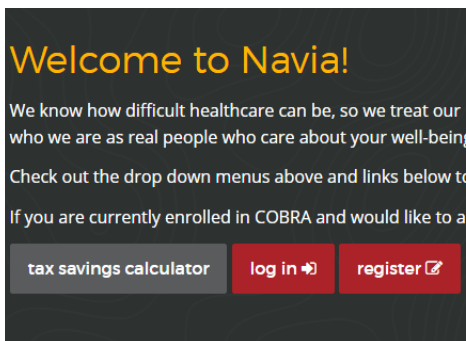 Welcome to Navia!
We know how difficult healthcare can be, so we treat our
who we are as real people who care about your well-being
Check out the drop down menus above and links below to
If you are currently enrolled in COBRA and would like to a
tax savings calculator log in register